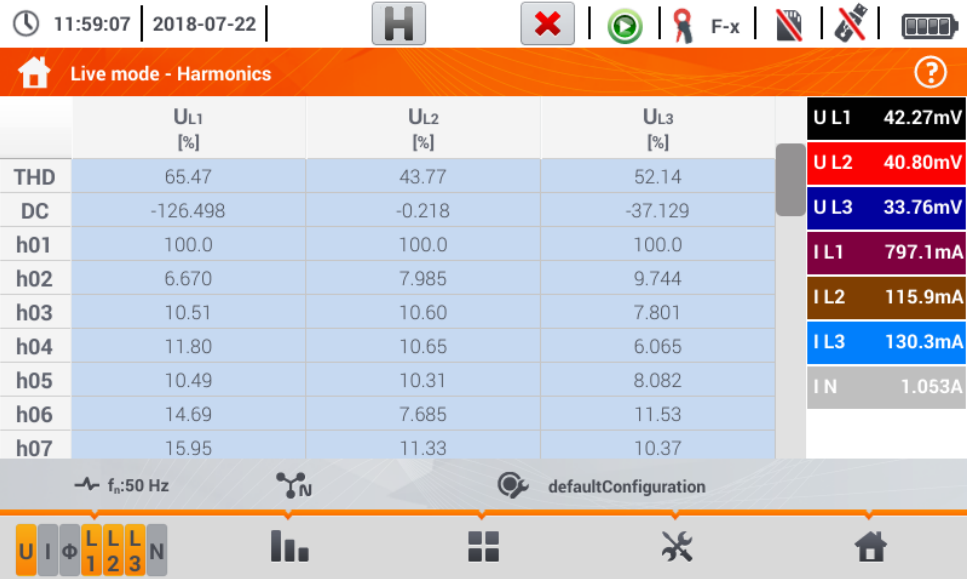 11:59:07 2018-07-22 H F-x
Live mode - Harmonics ?
UL1 UL2 UL3
[%] [%] [%]
THD 65.47 43.77 52.14
DC -126.498 -0.218 -37.129
h01 100.0 100.0 100.0
h02 6.670 7.985 9.744
h03 10.51 10.60 7.801
h04 11.80 10.65 6.065
h05 10.49 10.31 8.082
h06 14.69 7.685 11.53
h07 15.95 11.33 10.37
U L1 42.27mV
U L2 40.80mV
U L3 33.76mV
I L1 797.1mA
I L2 115.9mA
I L3 130.3mA
I N 1.053A
fn:50 Hz N defaultConfiguration
U I Φ L1 L2 L3 N